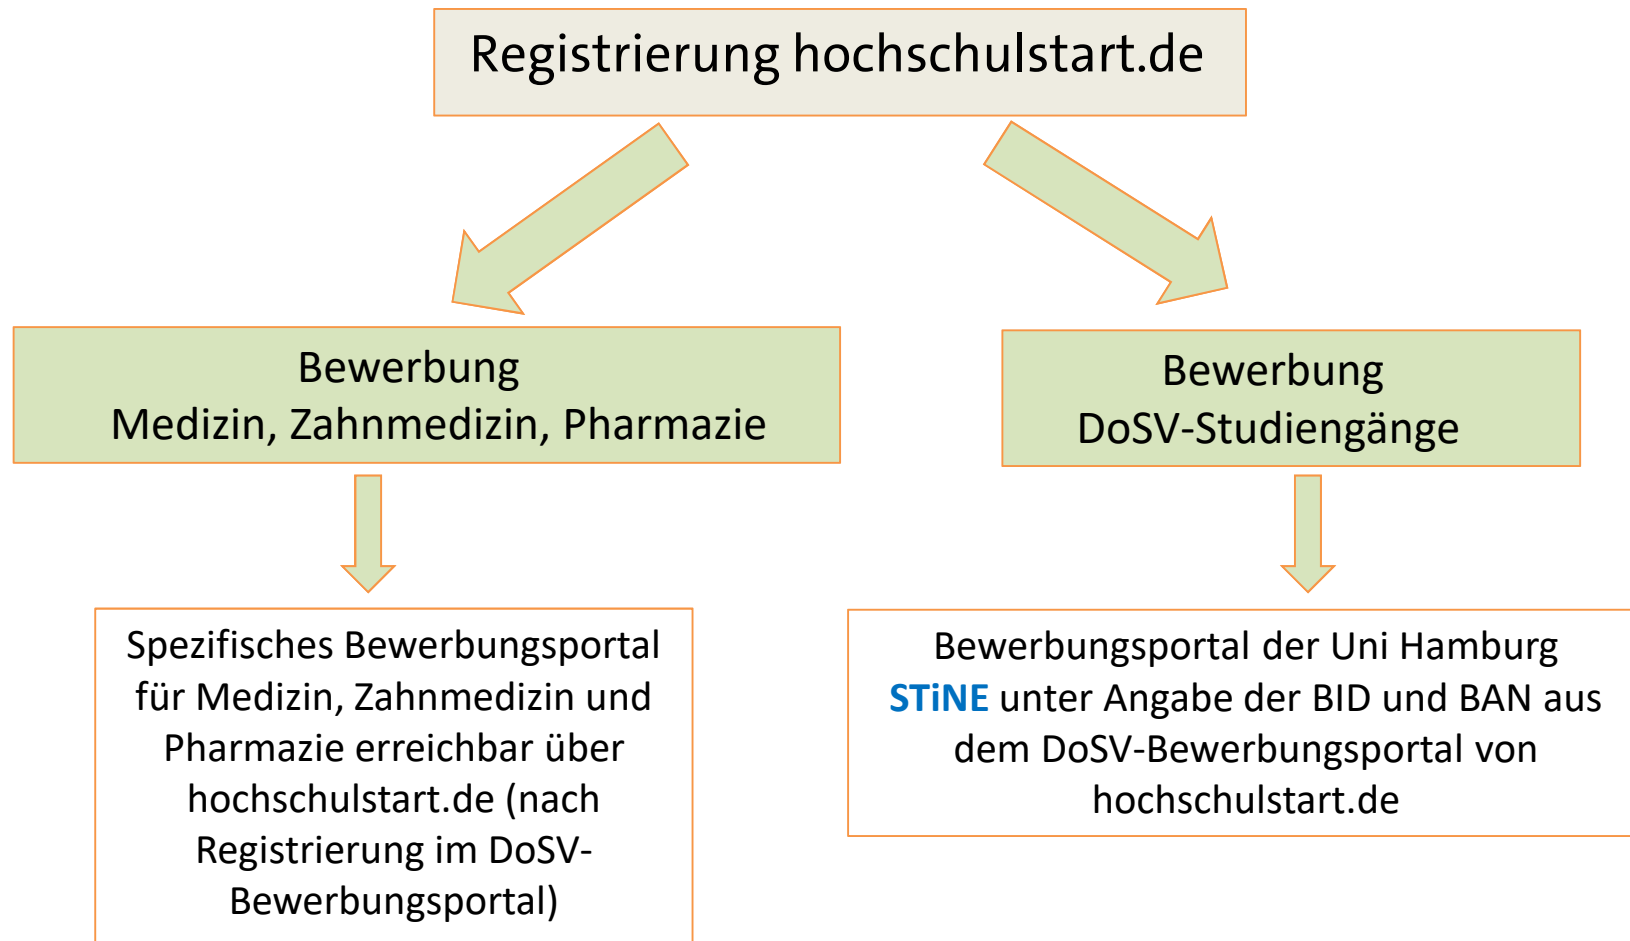 Registrierung hochschulstart.de
Bewerbung
Medizin, Zahnmedizin, Pharmazie
Bewerbung
DoSV-Studiengänge
Spezifisches Bewerbungsportal
für Medizin, Zahnmedizin und
Pharmazie erreichbar über
hochschulstart.de (nach
Registrierung im DoSV-
Bewerbungsportal)
Bewerbungsportal der Uni Hamburg
STiNE unter Angabe der BID und BAN aus
dem DoSV-Bewerbungsportal von
hochschulstart.de